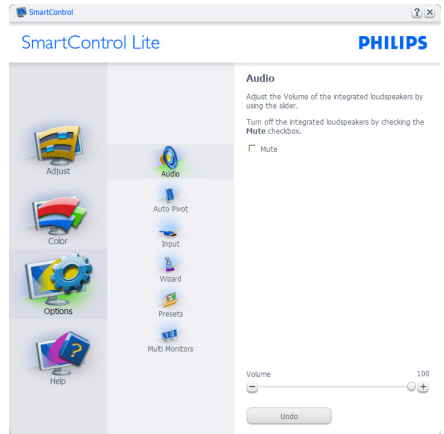 SmartControl
SmartControl Lite
PHILIPS
Adjust
Color
Options
Help
Audio
Auto Pivot
Input
Wizard
Presets
Multi Monitors
Audio
Adjust the Volume of the integrated loudspeakers by
using the slider.
Turn off the integrated loudspeakers by checking the
Mute checkbox.
Mute
Volume
100
Undo